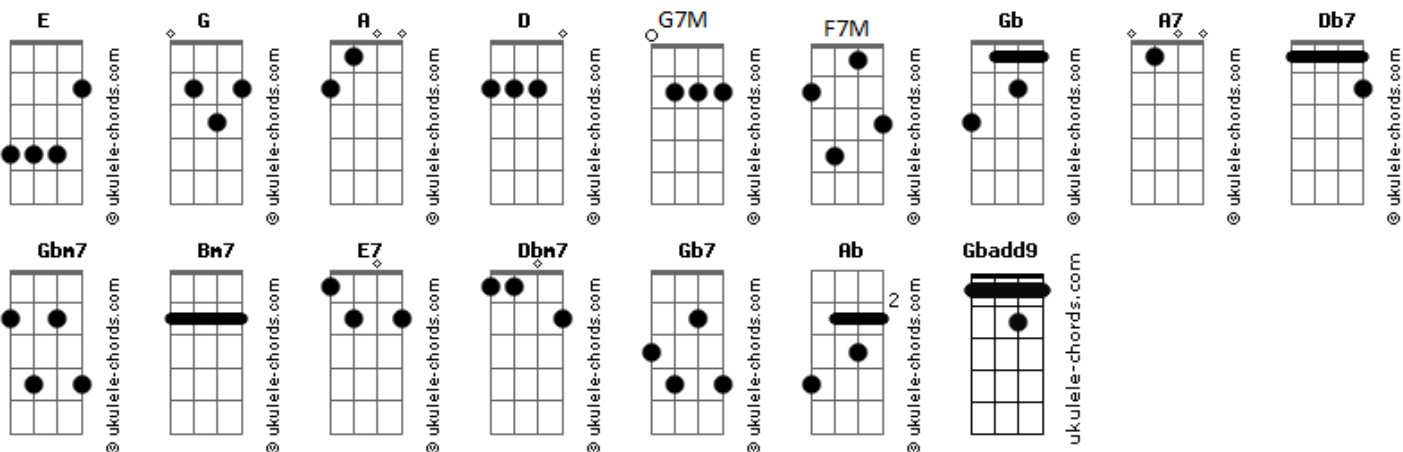 E G A D G7M F7M Gb A7 Db7
© ukulele-chords.com © ukulele-chords.com © ukulele-chords.com © ukulele-chords.com © ukulele-chords.com © ukulele-chords.com © ukulele-chords.com © ukulele-chords.com © ukulele-chords.com
Gbm7 Bm7 E7 Dbm7 Gb7 Ab Gbadd9
2
© ukulele-chords.com © ukulele-chords.com © ukulele-chords.com © ukulele-chords.com © ukulele-chords.com © ukulele-chords.com ukulele-chords.com